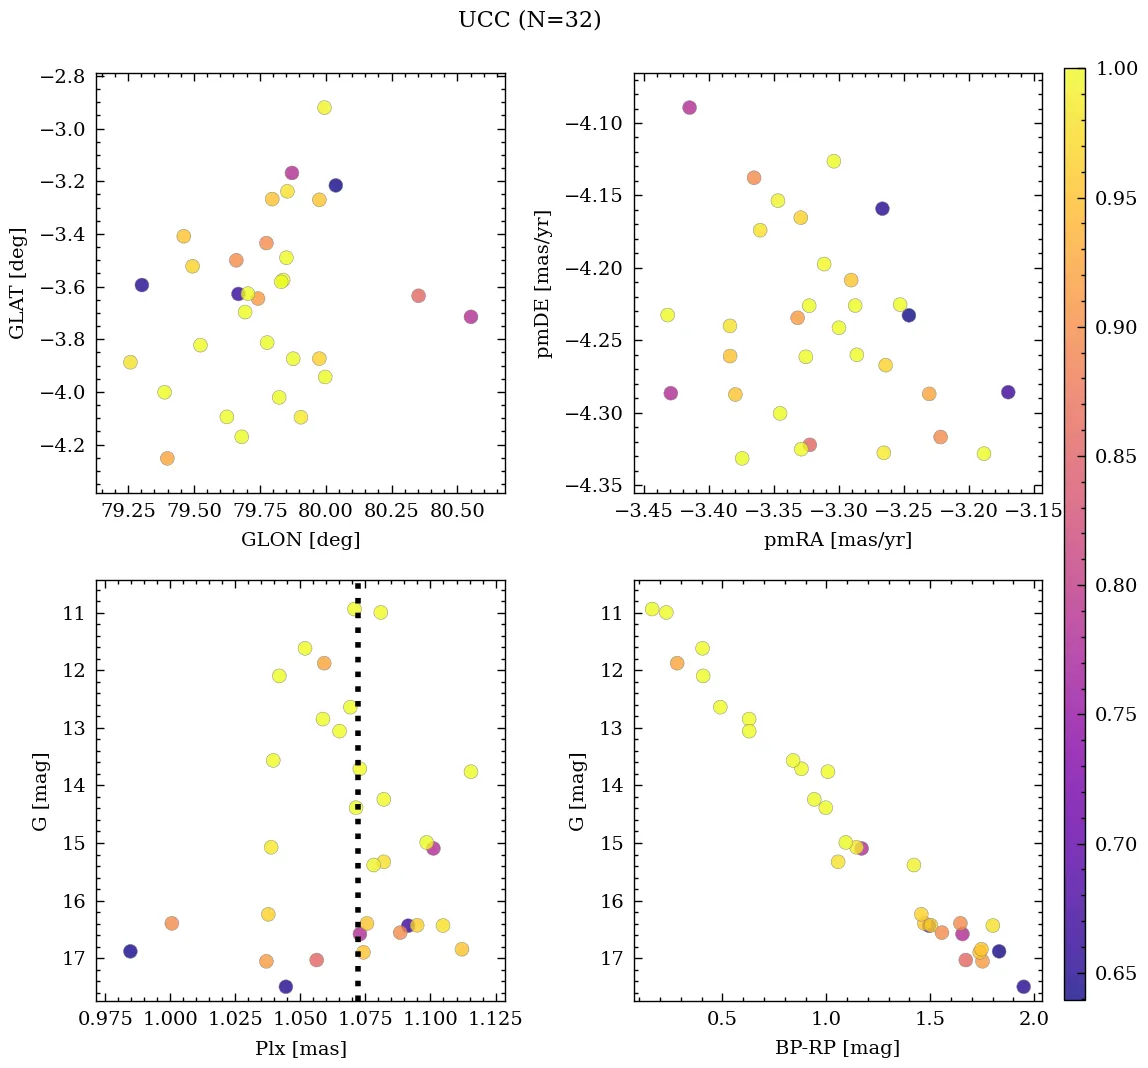 UCC (N=32)
−2.8
−3.0
−3.2
−3.4
−3.6
−3.8
−4.0
−4.2
GLAT [deg]
79.25 79.50 79.75 80.00 80.25 80.50
GLON [deg]
−4.10
−4.15
−4.20
−4.25
−4.30
−4.35
pmDE [mas/yr]
−3.45 −3.40 −3.35 −3.30 −3.25 −3.20 −3.15
pmRA [mas/yr]
11
12
13
14
15
16
17
G [mag]
0.975 1.000 1.025 1.050 1.075 1.100 1.125
Plx [mas]
11
12
13
14
15
16
17
G [mag]
0.5 1.0 1.5 2.0
BP-RP [mag]
1.00
0.95
0.90
0.85
0.80
0.75
0.70
0.65